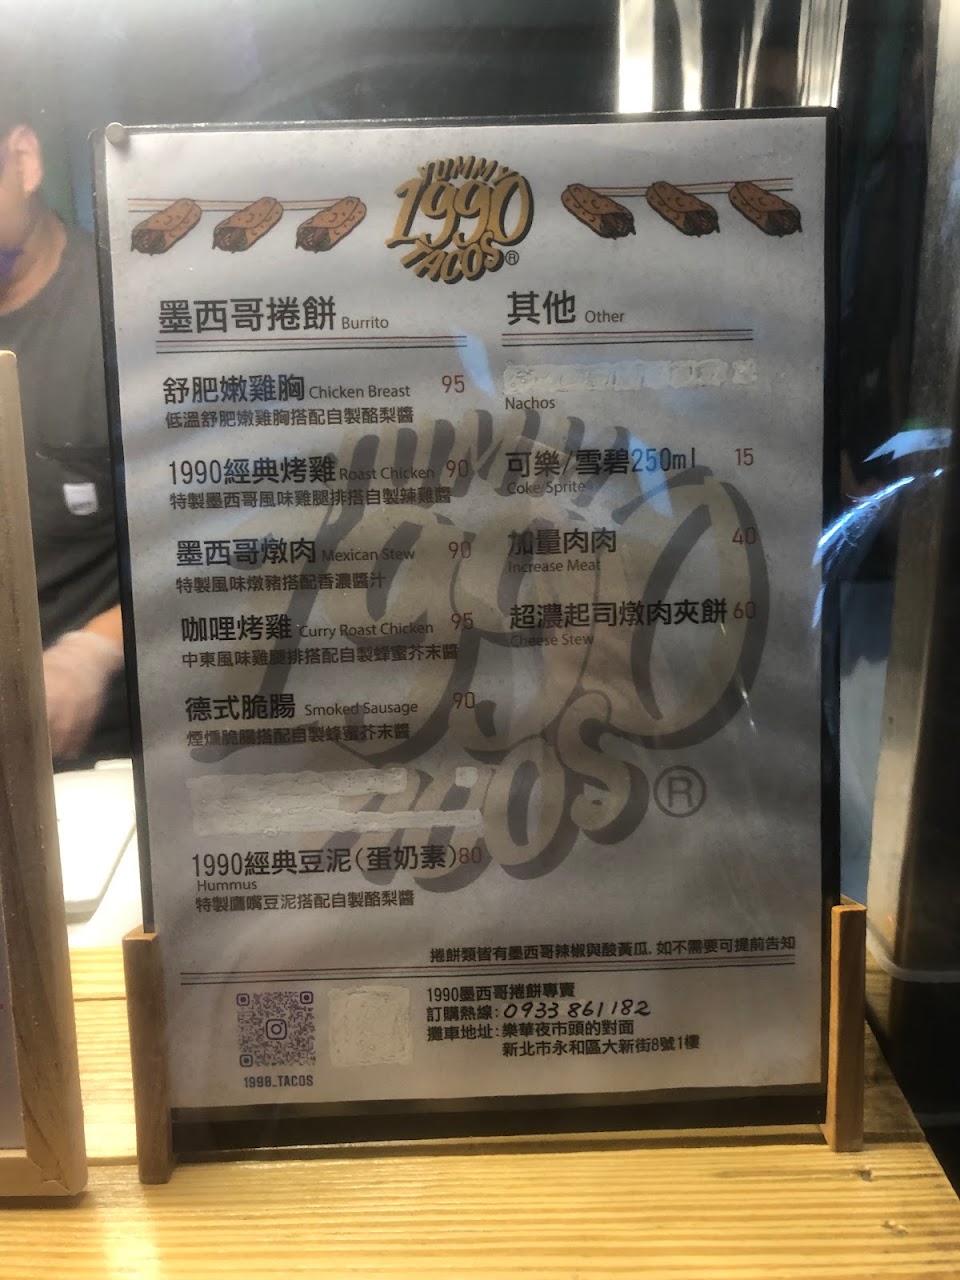 YUMMY
1990
TACOS®
墨西哥捲餅 Burrito
舒肥嫩雞胸 Chicken Breast 95
低溫舒肥嫩雞胸搭配自製酪梨醬
1990經典烤雞 Roast Chicken 90
特製墨西哥風味雞腿排搭自製辣雞醬
墨西哥燉肉 Mexican Stew 90
特製風味燉豬搭配香濃醬汁
咖哩烤雞 Curry Roast Chicken 95
中東風味雞腿排搭配自製蜂蜜芥末醬
德式脆腸 Smoked Sausage 90
煙燻脆腸搭配自製蜂蜜芥末醬
1990經典豆泥(蛋奶素) 80
Hummus
特製鷹嘴豆泥搭配自製酪梨醬
其他 Other
Nachos
可樂/雪碧250ml 15
Coke/Sprite
加量肉肉 40
Increase Meat
超濃起司燉肉夾餅 60
Cheese Stew
YUMMY
1990
TACOS®
捲餅類皆有墨西哥辣椒與酸黃瓜, 如不需要可提前告知
1990_TACOS
1990墨西哥捲餅專賣
訂購熱線: 0933 861 182
攤車地址: 樂華夜市頭的對面
新北市永和區大新街8號1樓